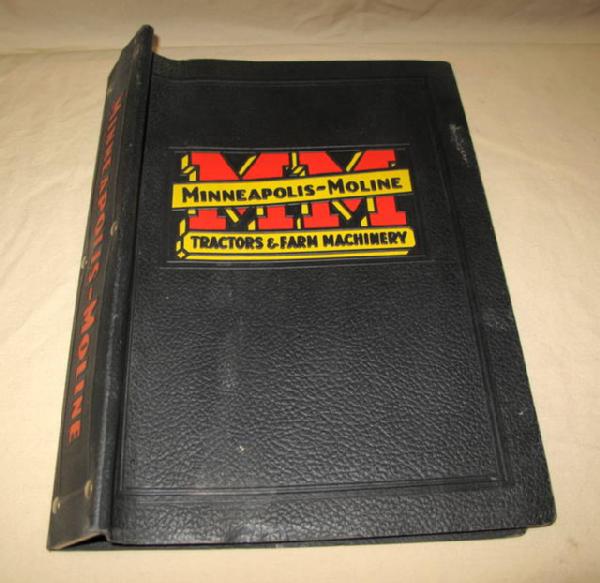 MM
MINNEAPOLIS-MOLINE
TRACTORS & FARM MACHINERY
MINNEAPOLIS-MOLINE